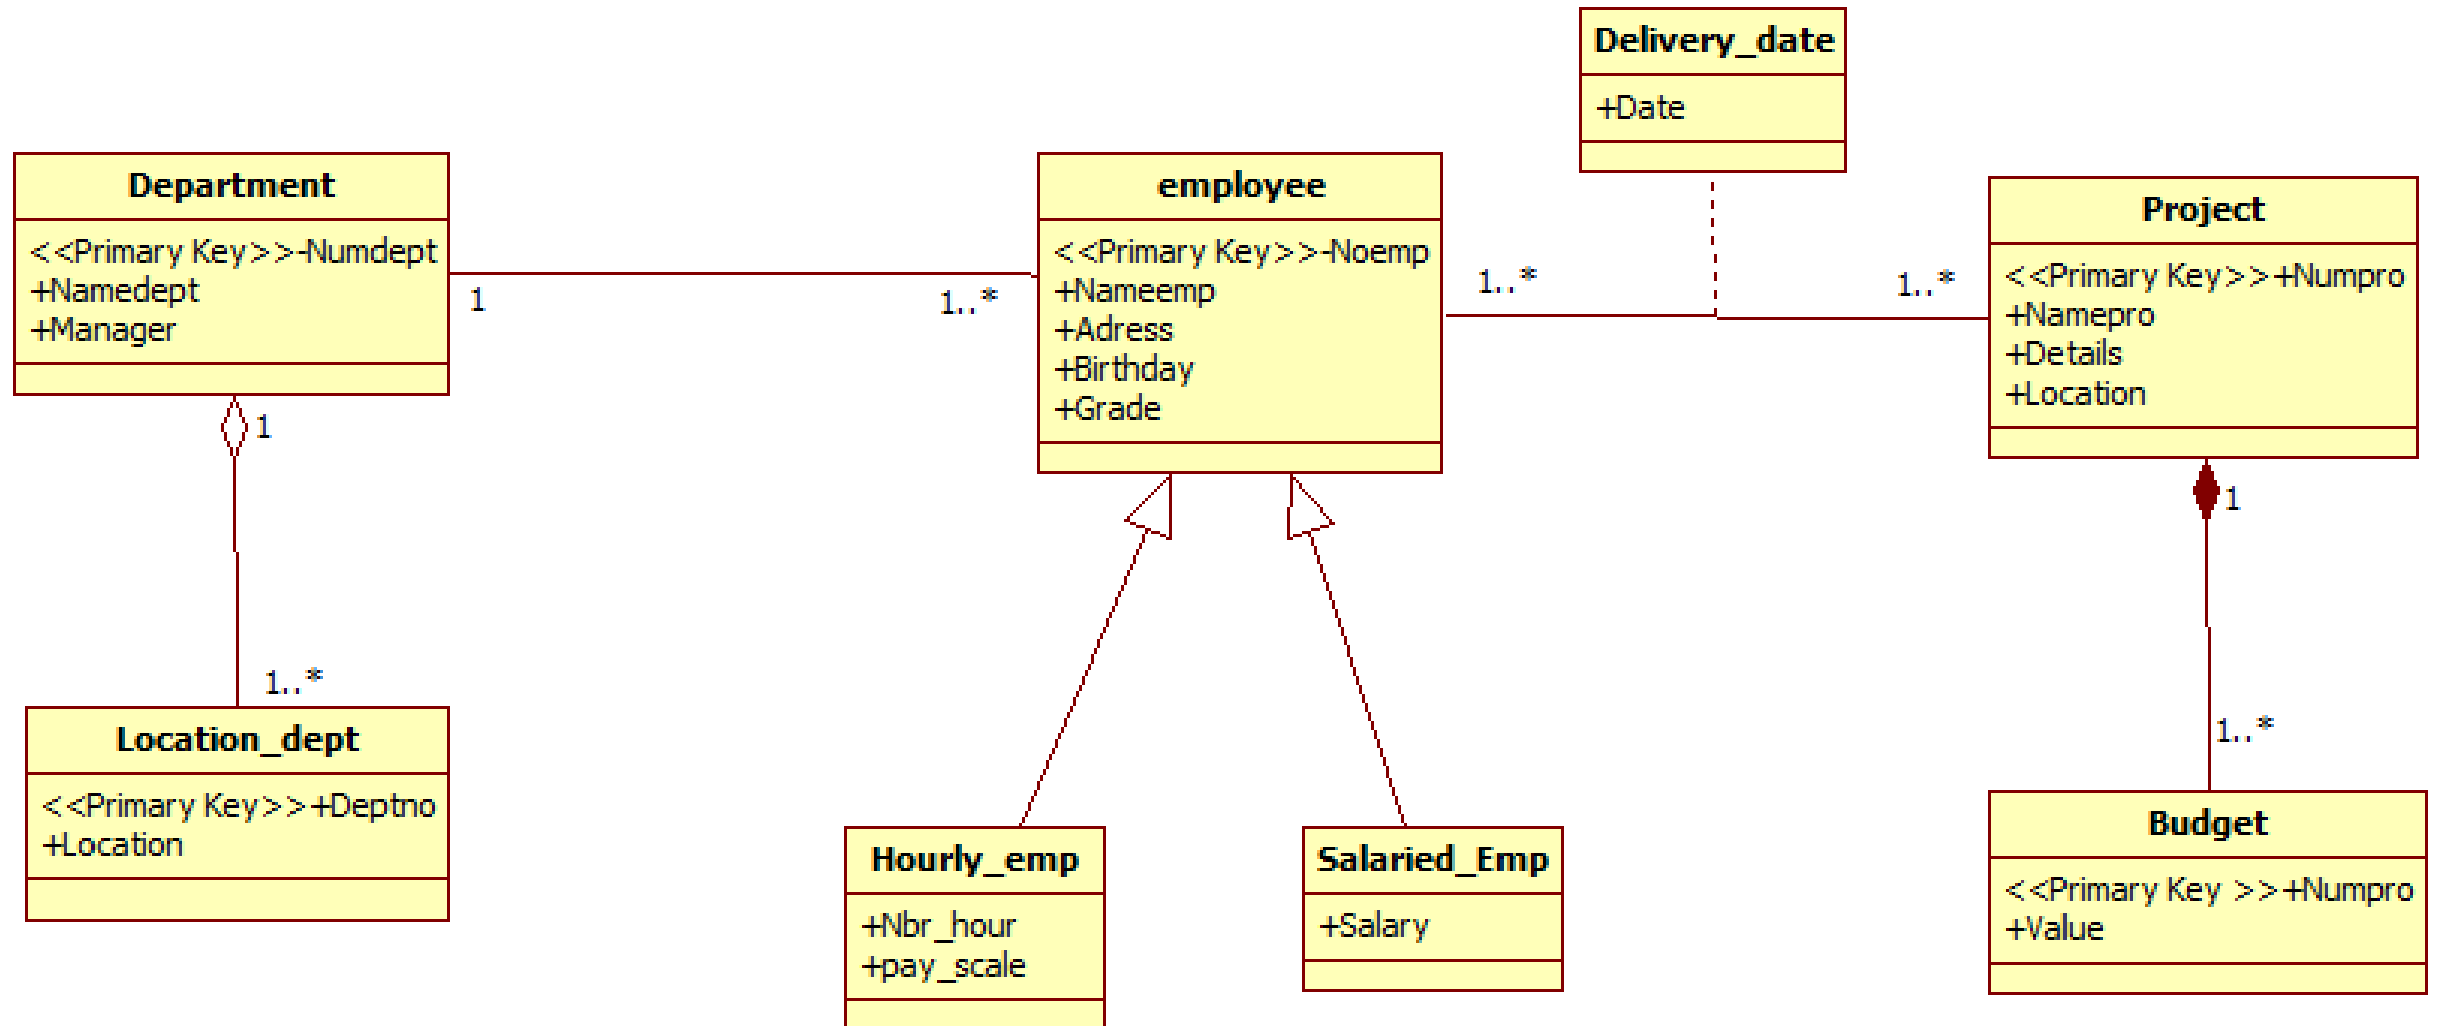 Delivery_date
+Date
Department
<<Primary Key>>-Numdept
+Namedept
+Manager
1
1..*
employee
<<Primary Key>>-Noemp
+Nameemp
+Adress
+Birthday
+Grade
1..*
1..*
Project
<<Primary Key>>+Numpro
+Namepro
+Details
+Location
1
1..*
Location_dept
<<Primary Key>>+Deptno
+Location
Hourly_emp
+Nbr_hour
+pay_scale
Salaried_Emp
+Salary
1
1..*
Budget
<<Primary Key >>+Numpro
+Value